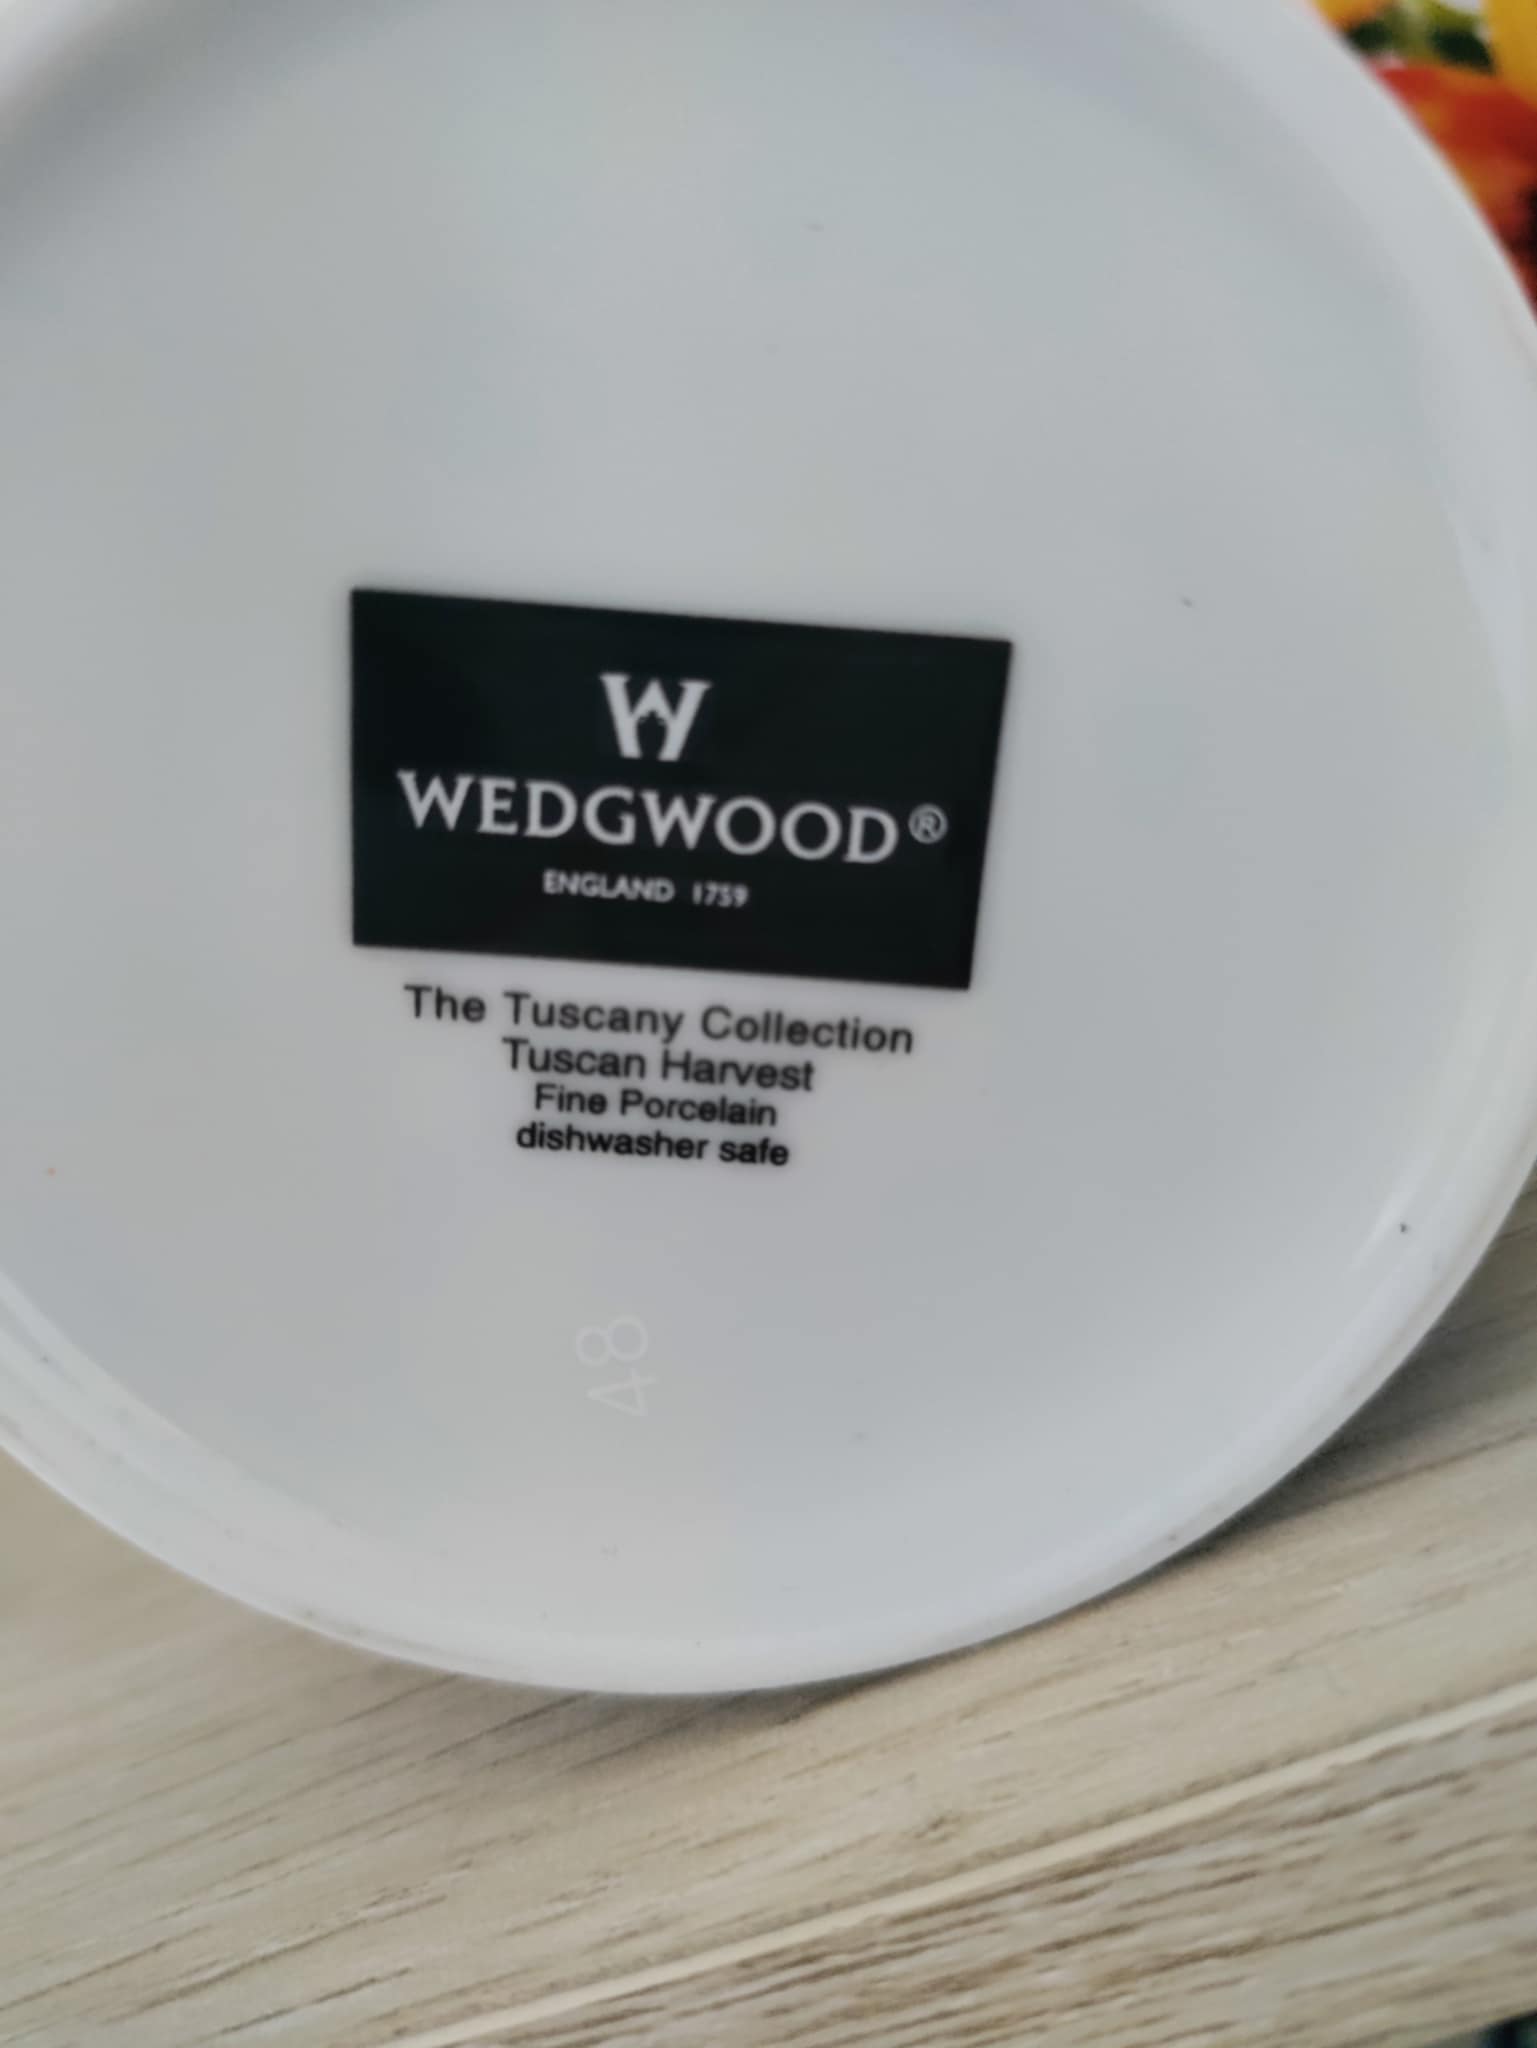 W
WEDGWOOD®
ENGLAND 1759
The Tuscany Collection
Tuscan Harvest
Fine Porcelain
dishwasher safe
48